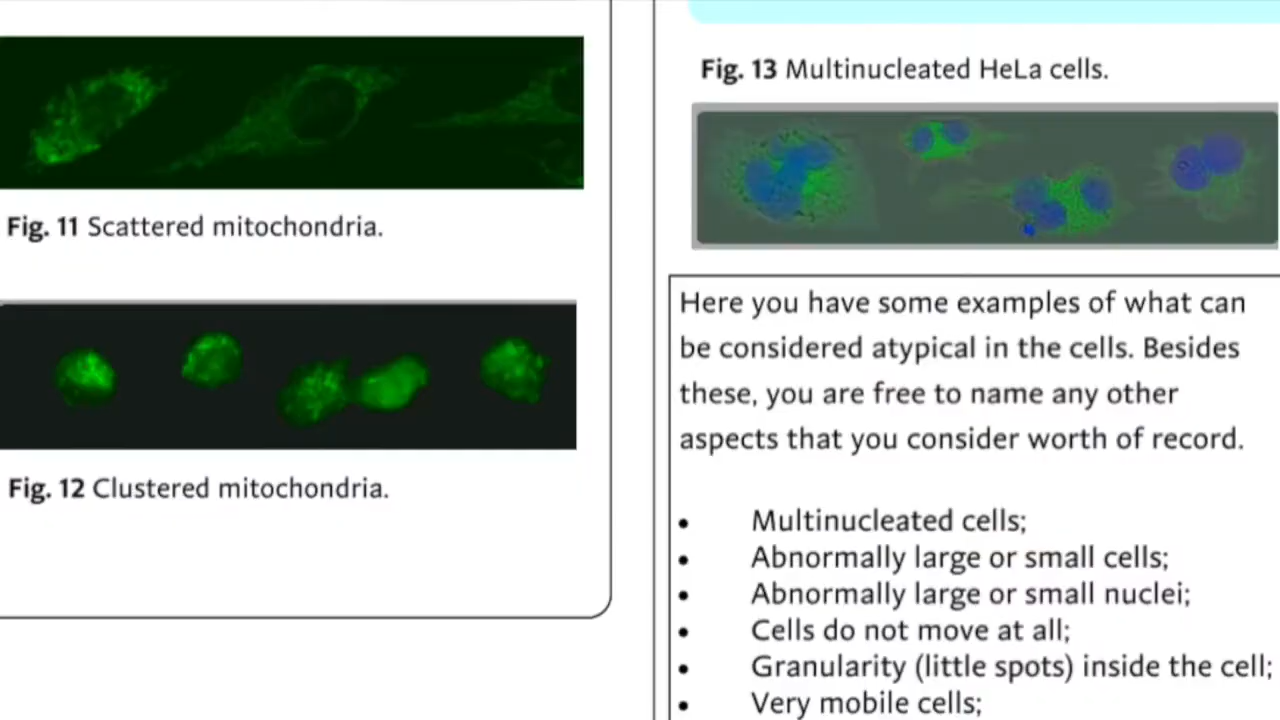 Fig. 11 Scattered mitochondria.
Fig. 12 Clustered mitochondria.
Fig. 13 Multinucleated HeLa cells.
Here you have some examples of what can
be considered atypical in the cells. Besides
these, you are free to name any other
aspects that you consider worth of record.
• Multinucleated cells;
• Abnormally large or small cells;
• Abnormally large or small nuclei;
• Cells do not move at all;
• Granularity (little spots) inside the cell;
• Very mobile cells;